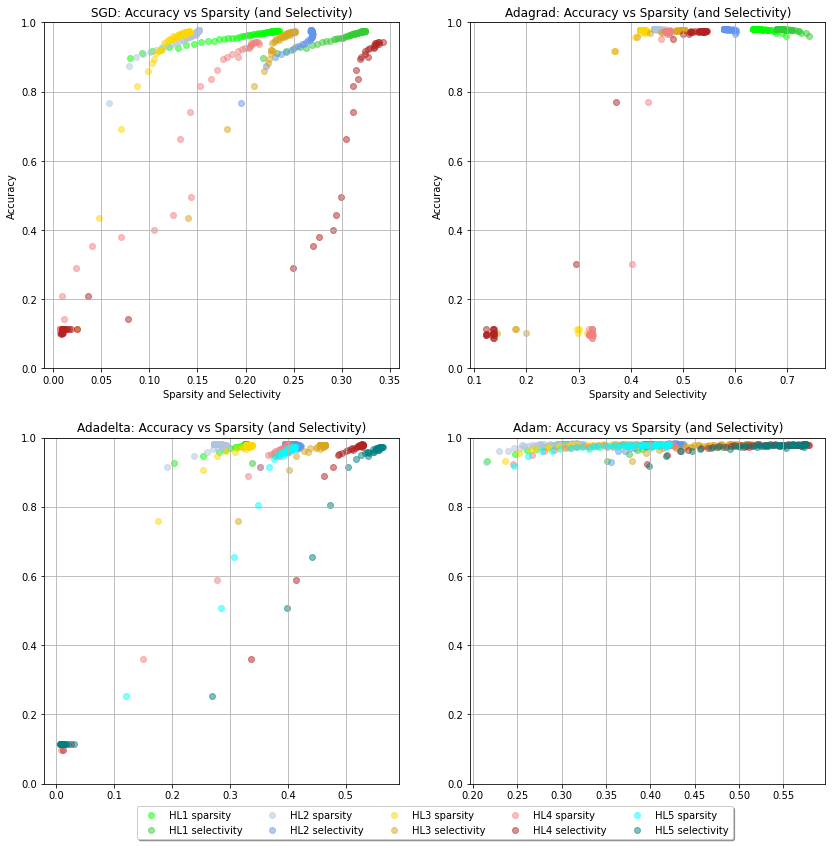 SGD: Accuracy vs Sparsity (and Selectivity)
Adagrad: Accuracy vs Sparsity (and Selectivity)
1.0
0.8
0.6
0.4
0.2
0.0
Accuracy
0.00 0.05 0.10 0.15 0.20 0.25 0.30 0.35
Sparsity and Selectivity
1.0
0.8
0.6
0.4
0.2
0.0
Accuracy
0.1 0.2 0.3 0.4 0.5 0.6 0.7
Sparsity and Selectivity
Adadelta: Accuracy vs Sparsity (and Selectivity)
Adam: Accuracy vs Sparsity (and Selectivity)
1.0
0.8
0.6
0.4
0.2
0.0
0.0 0.1 0.2 0.3 0.4 0.5
1.0
0.8
0.6
0.4
0.2
0.0
0.20 0.25 0.30 0.35 0.40 0.45 0.50 0.55
HL1 sparsity HL2 sparsity HL3 sparsity HL4 sparsity HL5 sparsity
HL1 selectivity HL2 selectivity HL3 selectivity HL4 selectivity HL5 selectivity